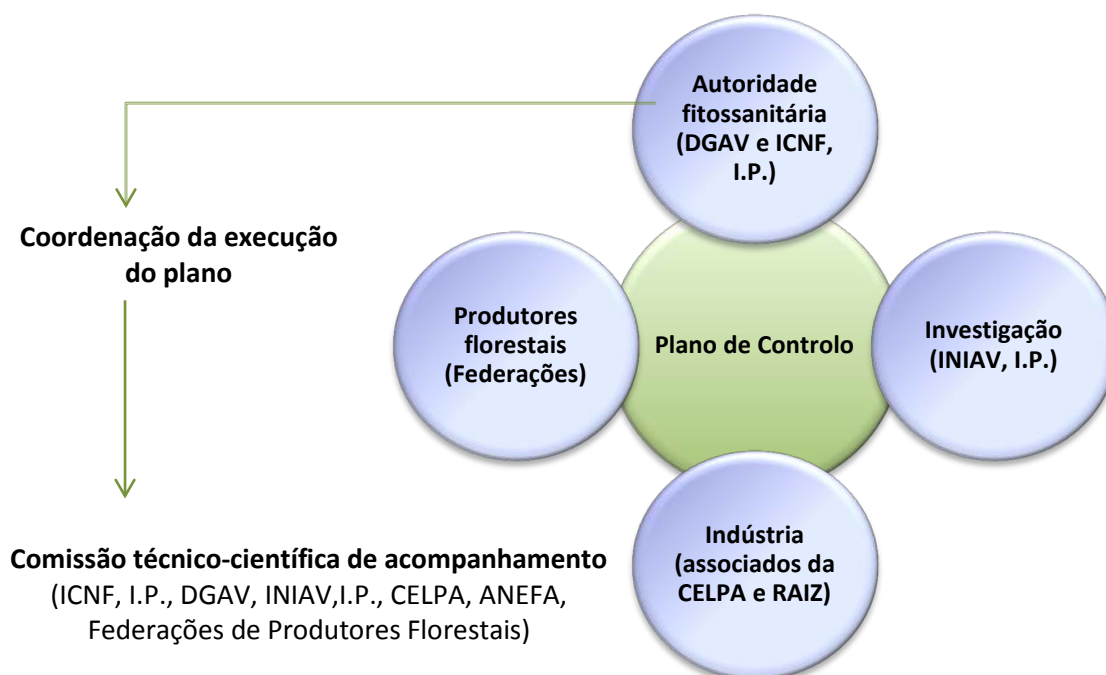 Autoridade
fitossanitária
(DGAV e ICNF,
I.P.)
Coordenação da execução
do plano
Produtores
florestais
(Federações)
Plano de Controlo
Investigação
(INIAV, I.P.)
Indústria
(associados da
CELPA e RAIZ)
Comissão técnico-científica de acompanhamento
(ICNF, I.P., DGAV, INIAV,I.P., CELPA, ANEFA,
Federações de Produtores Florestais)